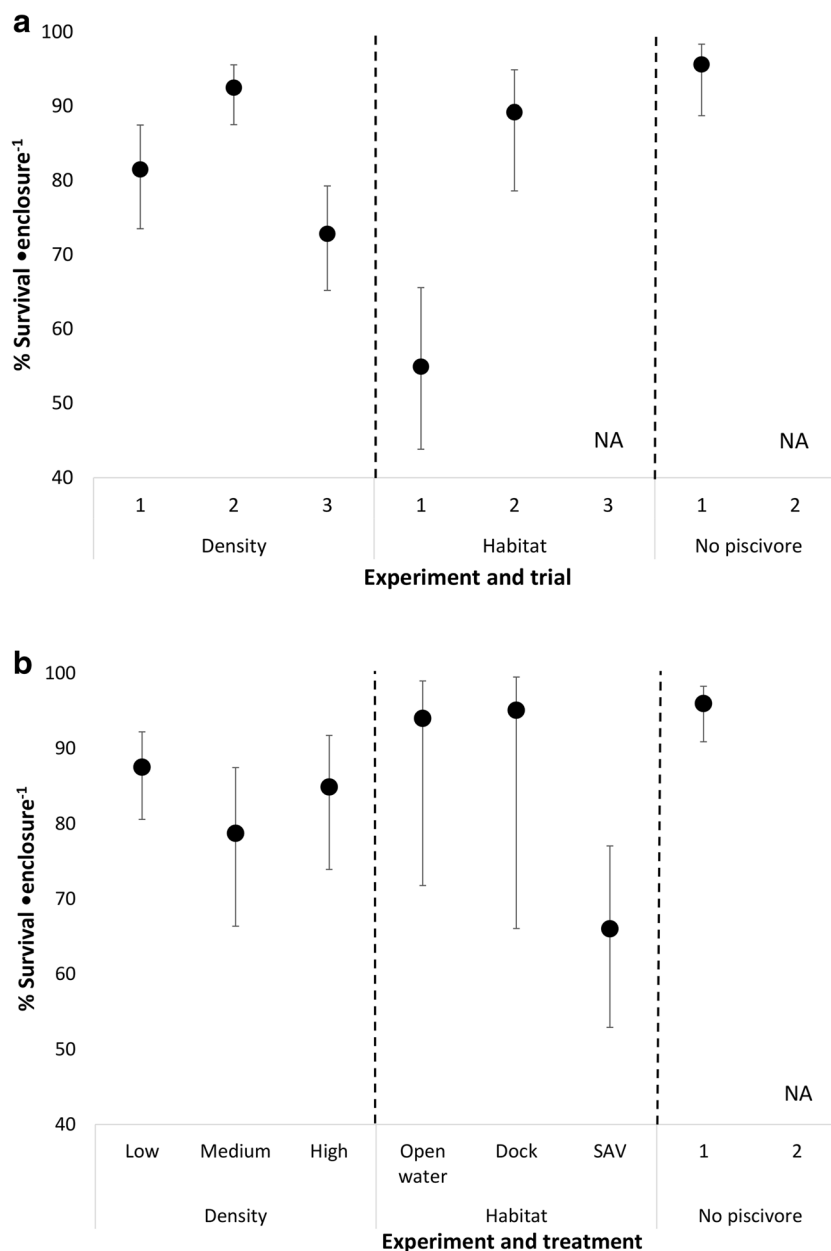 a
100
90
80
70
60
50
40
% Survival •enclosure⁻¹
NA NA
1 2 3 1 2 3 1 2
Density Habitat No piscivore
Experiment and trial
b
100
90
80
70
60
50
40
% Survival •enclosure⁻¹
NA
Low Medium High Open water Dock SAV 1 2
Density Habitat No piscivore
Experiment and treatment